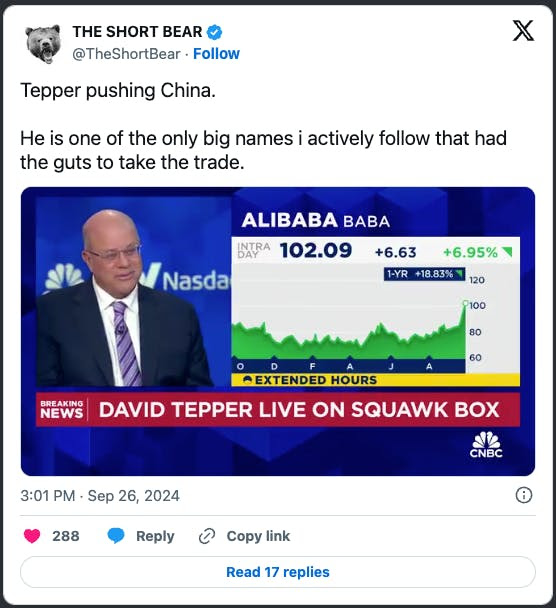 THE SHORT BEAR
@TheShortBear · Follow
X
Tepper pushing China.
He is one of the only big names i actively follow that had
the guts to take the trade.
Nasda
ALIBABA BABA
INTRA
DAY 102.09 +6.63 +6.95%
1-YR +18.83%
120
100
80
60
O D F A J A
EXTENDED HOURS
BREAKING
NEWS DAVID TEPPER LIVE ON SQUAWK BOX
CNBC
3:01 PM · Sep 26, 2024
288 Reply Copy link
Read 17 replies